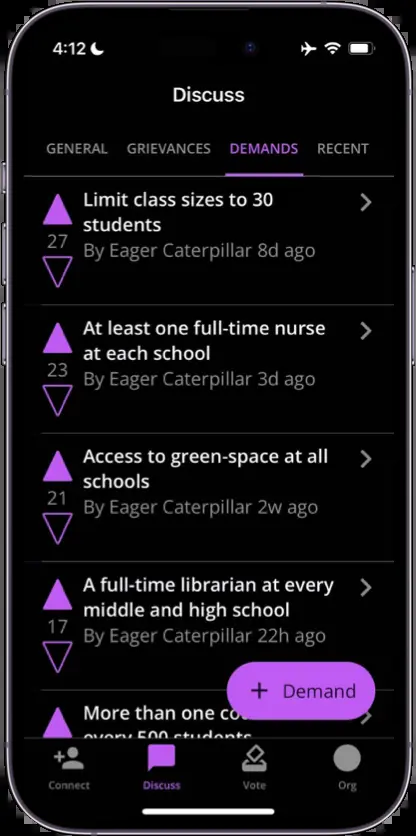 4:12
Discuss
GENERAL GRIEVANCES DEMANDS RECENT
Limit class sizes to 30
students
27
By Eager Caterpillar 8d ago
At least one full-time nurse
at each school
23
By Eager Caterpillar 3d ago
Access to green-space at all
schools
21
By Eager Caterpillar 2w ago
A full-time librarian at every
middle and high school
17
By Eager Caterpillar 22h ago
+ Demand
More than one
every 500 students
Connect Discuss Vote Org